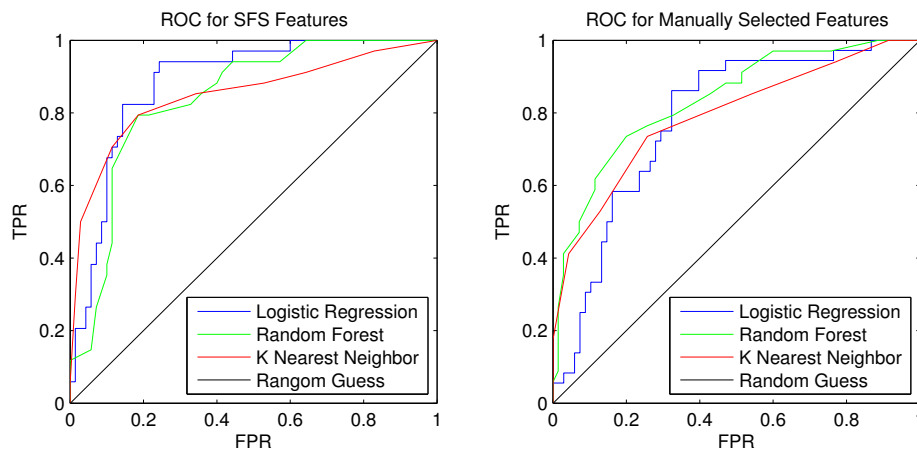 ROC for SFS Features
1
0.8
0.6
0.4
0.2
0
TPR
0
0.2
0.4
0.6
0.8
1
FPR
Logistic Regression
Random Forest
K Nearest Neighbor
Rangom Guess
ROC for Manually Selected Features
1
0.8
0.6
0.4
0.2
0
TPR
0
0.2
0.4
0.6
0.8
1
FPR
Logistic Regression
Random Forest
K Nearest Neighbor
Random Guess